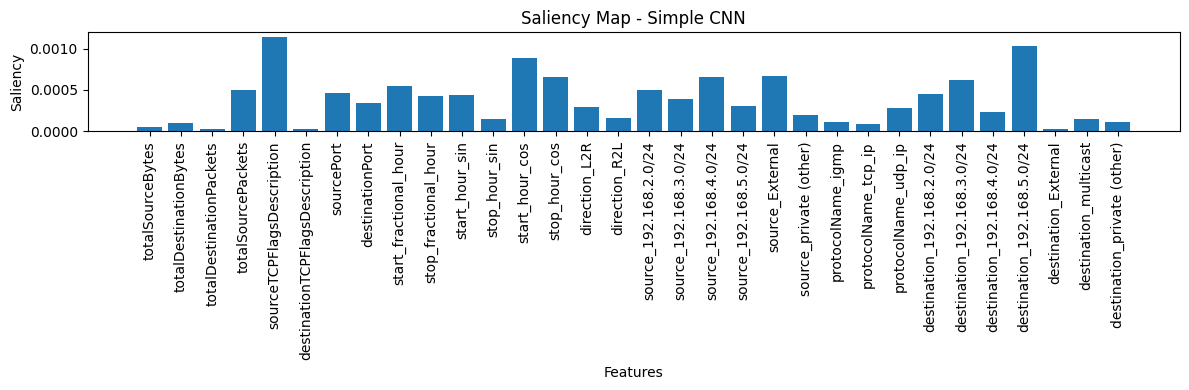 Saliency Map - Simple CNN
Saliency
0.0010
0.0005
0.0000
totalSourceBytes
totalDestinationBytes
totalDestinationPackets
totalSourcePackets
sourceTCPFlagsDescription
destinationTCPFlagsDescription
sourcePort
destinationPort
start_fractional_hour
stop_fractional_hour
start_hour_sin
stop_hour_sin
start_hour_cos
stop_hour_cos
direction_L2R
direction_R2L
source_192.168.2.0/24
source_192.168.3.0/24
source_192.168.4.0/24
source_192.168.5.0/24
source_External
source_private (other)
protocolName_igmp
protocolName_tcp_ip
protocolName_udp_ip
destination_192.168.2.0/24
destination_192.168.3.0/24
destination_192.168.4.0/24
destination_192.168.5.0/24
destination_External
destination_multicast
destination_private (other)
Features